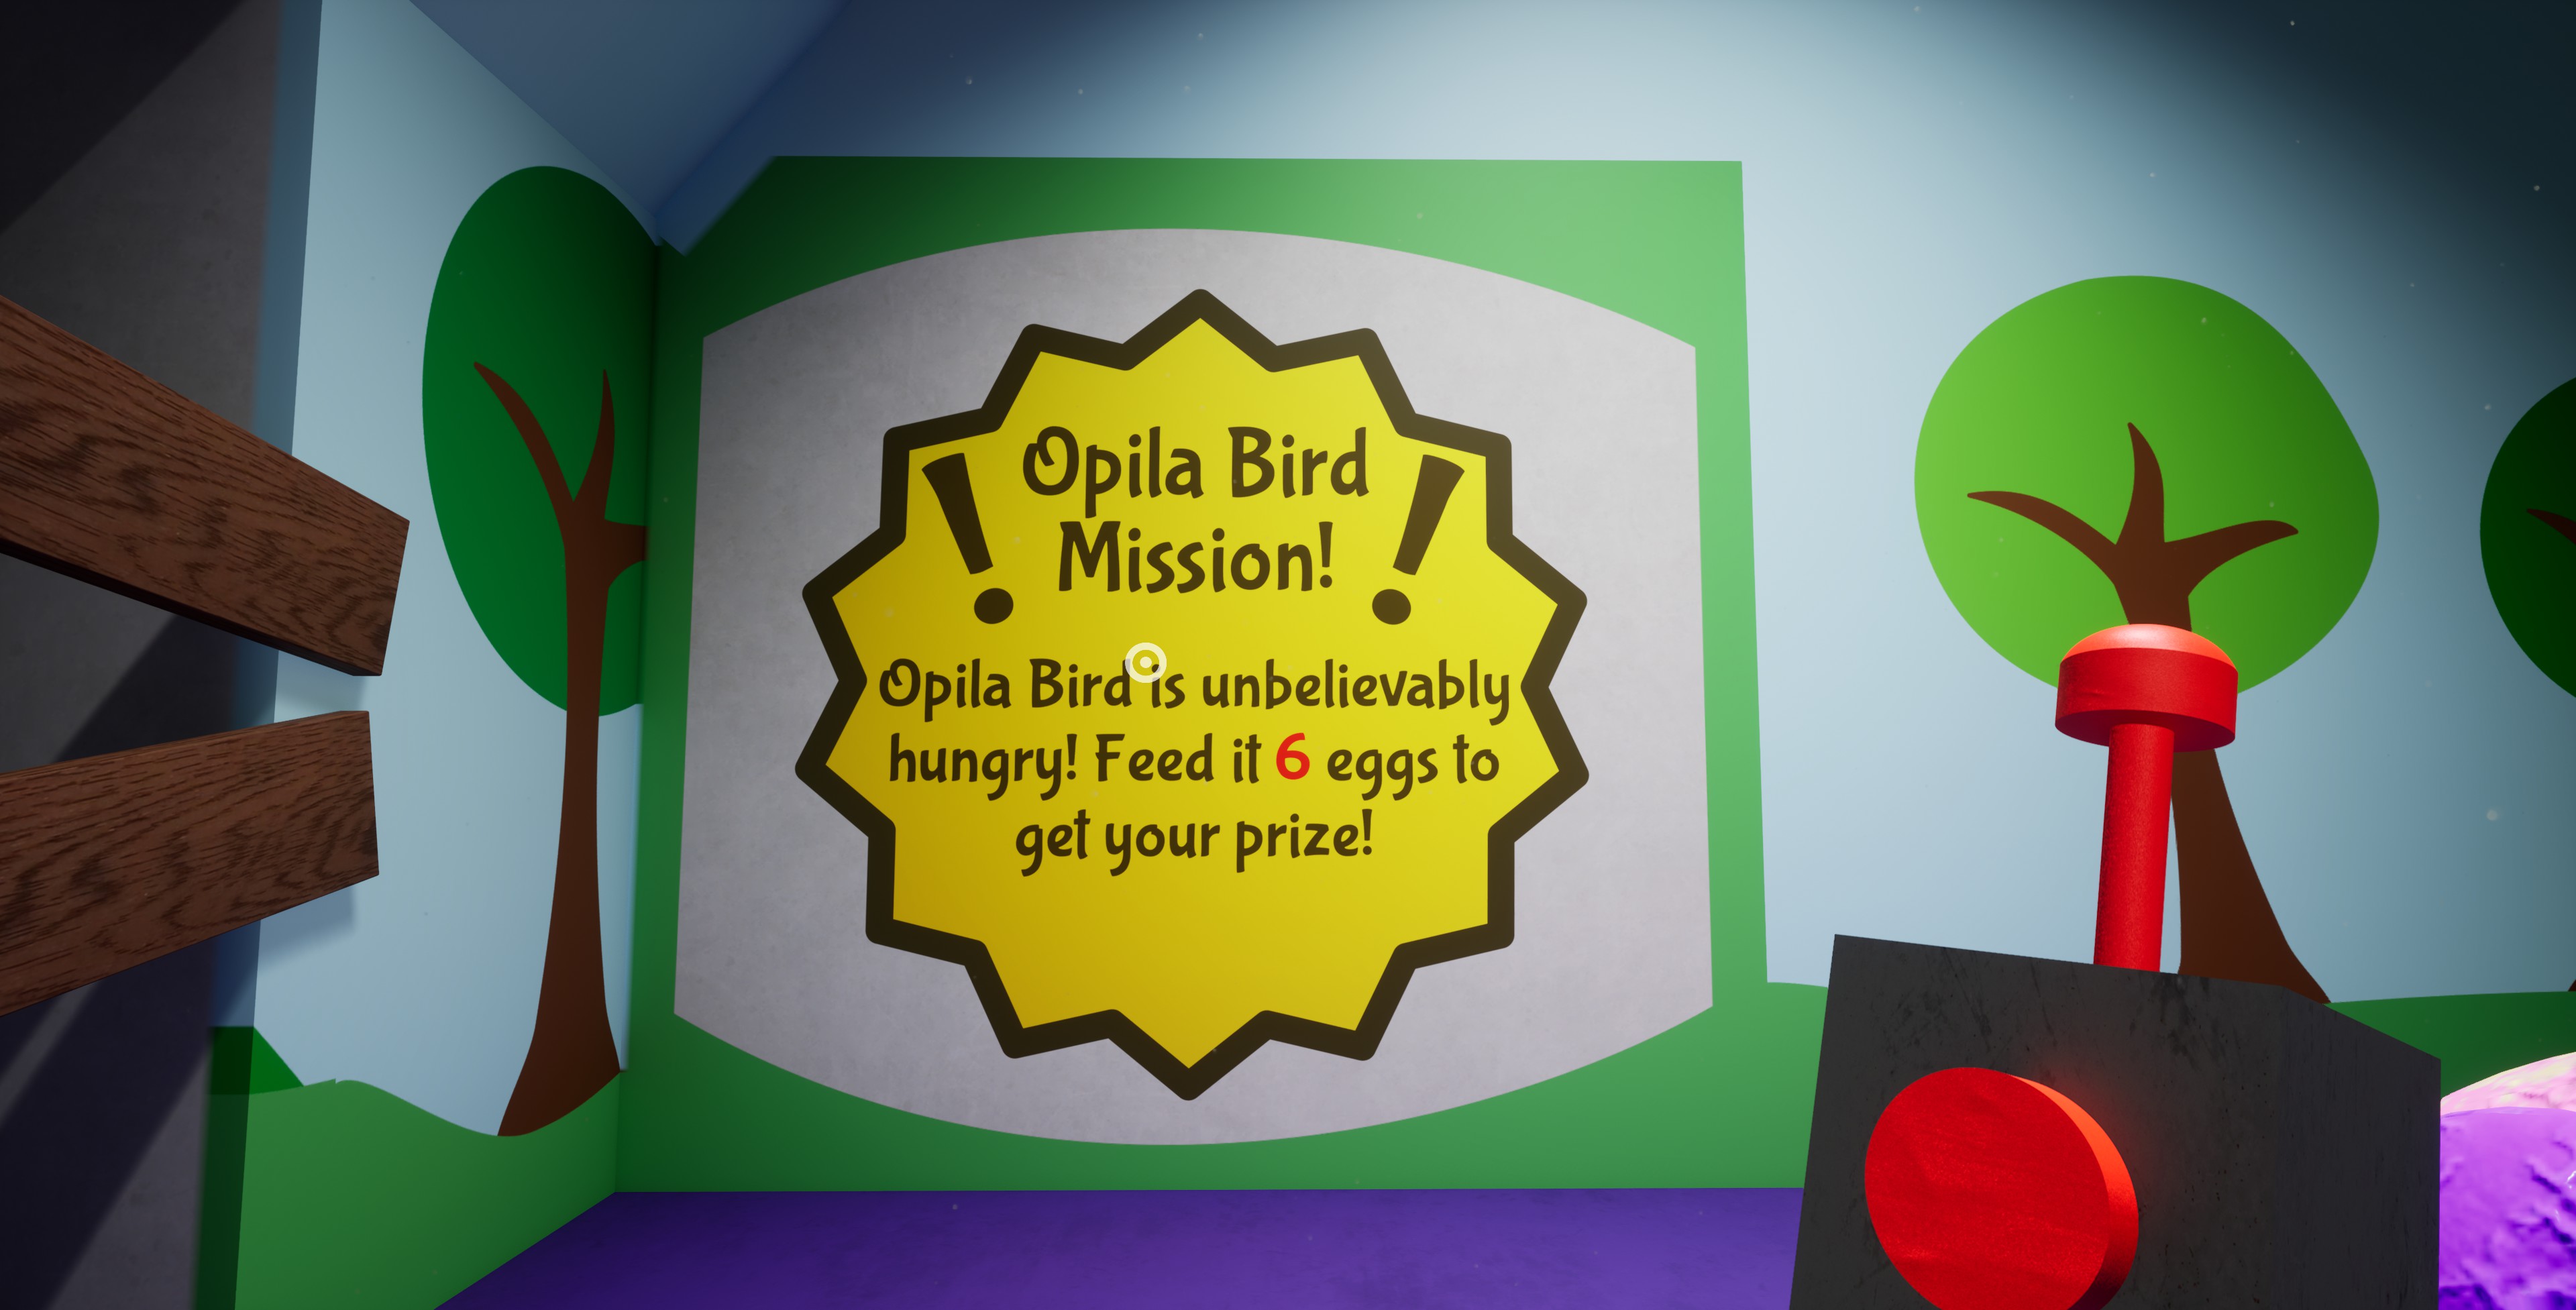 Opila Bird
Mission!
Opila Bird is unbelievably
hungry! Feed it 6 eggs to
get your prize!